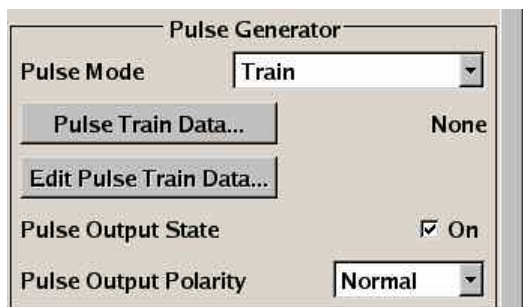 Pulse Generator
Pulse Mode Train
Pulse Train Data... None
Edit Pulse Train Data...
Pulse Output State On
Pulse Output Polarity Normal